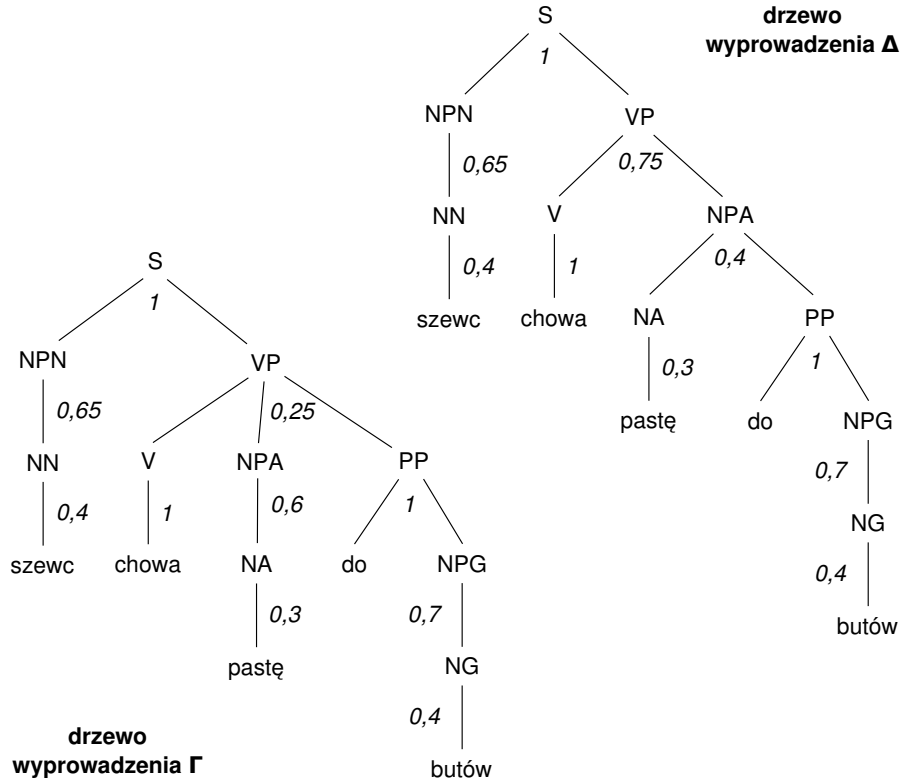 S
drzewo
wyprowadzenia Δ
1
NPN VP
0,65 0,75
NN V NPA
0,4 1 0,4
szewc chowa NA PP
0,3 1
pastę do NPG
0,7
NG
0,4
butów
S
1
NPN VP
0,65 0,25
NN V NPA PP
0,4 1 0,6 1
szewc chowa NA do NPG
0,3 0,7
pastę NG
0,4
butów
drzewo
wyprowadzenia Γ